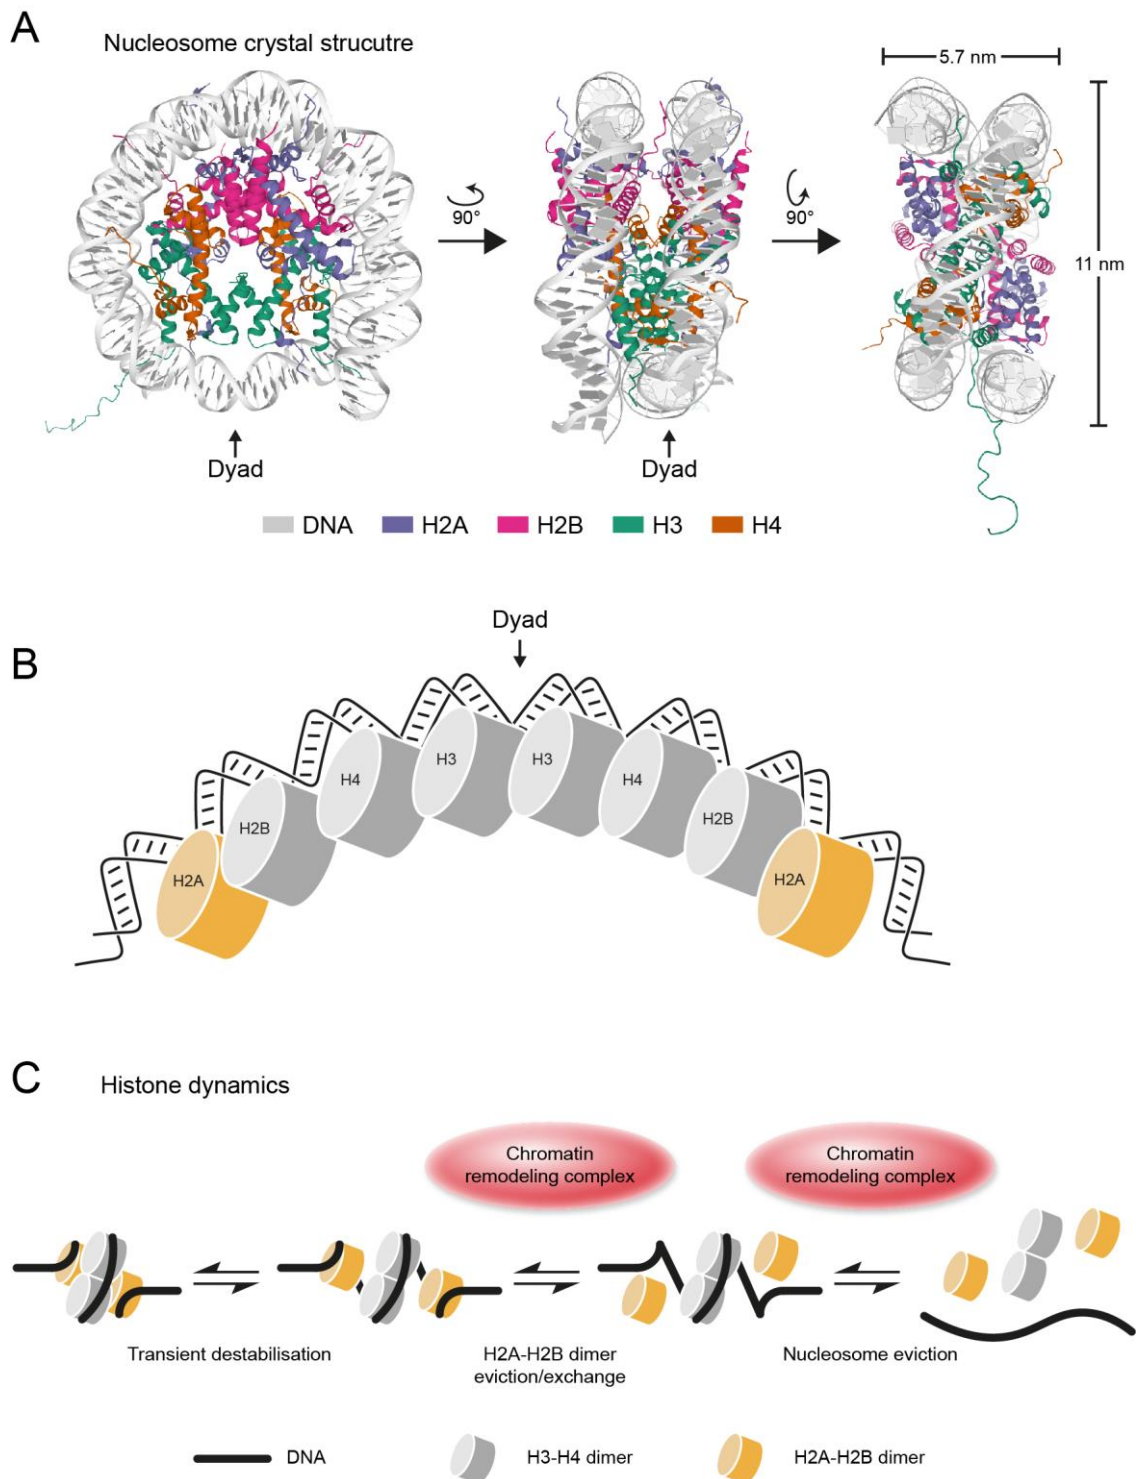 A
Nucleosome crystal strucutre
5.7 nm
90°
90°
11 nm
Dyad
Dyad
DNA H2A H2B H3 H4
B
Dyad
H2A
H2B
H4
H3
H3
H4
H2B
H2A
C
Histone dynamics
Chromatin
remodeling complex
Chromatin
remodeling complex
Transient destabilisation
H2A-H2B dimer
eviction/exchange
Nucleosome eviction
DNA
H3-H4 dimer
H2A-H2B dimer